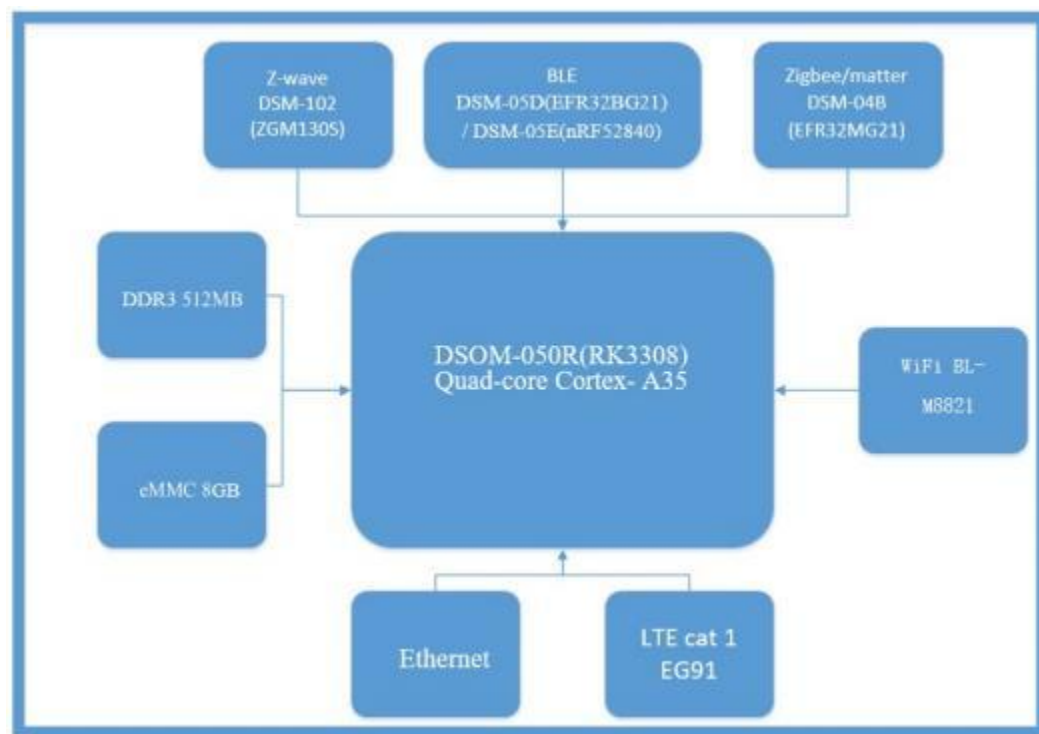 Z-wave
DSM-102
(ZGM130S)
BLE
DSM-05D(EFR32BG21)
/ DSM-05E(nRF52840)
Zigbee/matter
DSM-04B
(EFR32MG21)
DDR3 512MB
eMMC 8GB
DSOM-050R(RK3308)
Quad-core Cortex- A35
WiFi BL-
M8821
Ethernet
LTE cat 1
EG91